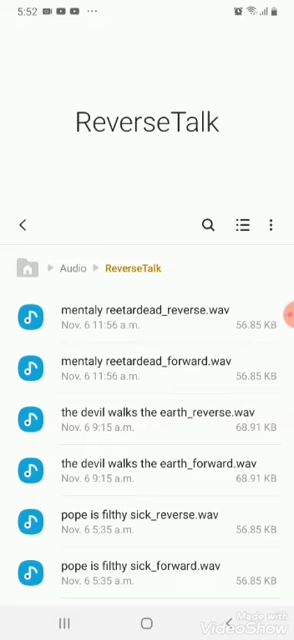 5:52
ReverseTalk
Audio ReverseTalk
mentaly reetardead_reverse.wav
Nov. 6 11:56 a.m. 56.85 KB
mentaly reetardead_forward.wav
Nov. 6 11:56 a.m. 56.85 KB
the devil walks the earth_reverse.wav
Nov. 6 9:15 a.m. 68.91 KB
the devil walks the earth_forward.wav
Nov. 6 9:15 a.m. 68.91 KB
pope is filthy sick_reverse.wav
Nov. 6 5:35 a.m. 56.85 KB
pope is filthy sick_forward.wav
Nov. 6 5:35 a.m. 56.85 KB
Made with
VideoShow